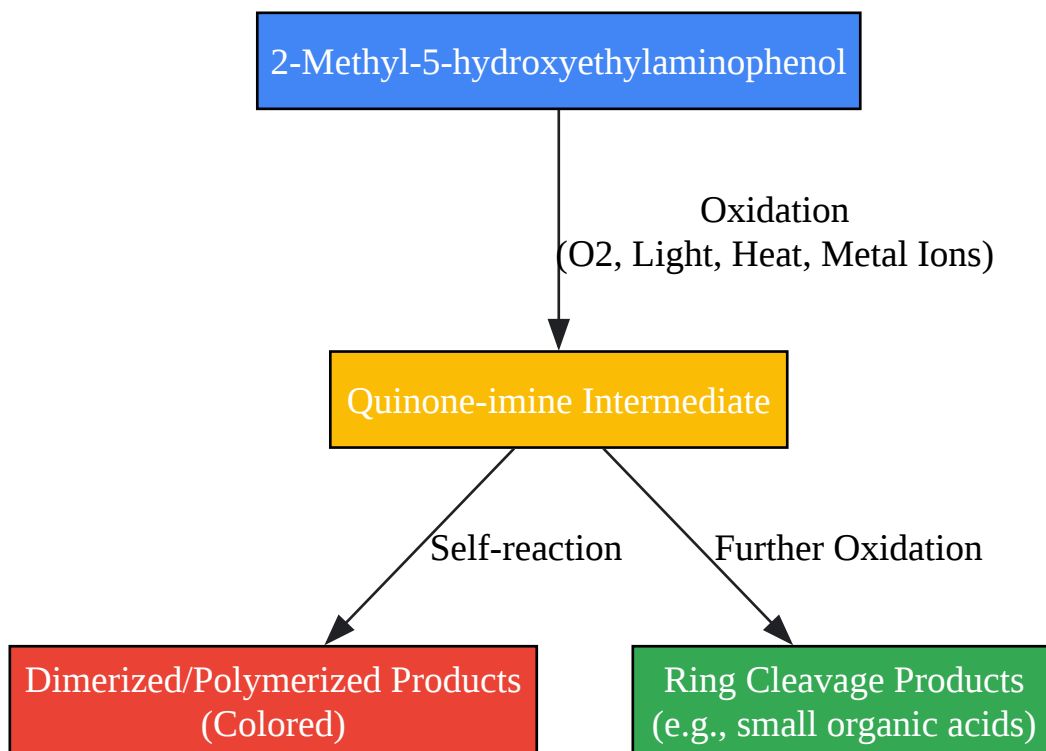 2-Methyl-5-hydroxyethylaminophenol
Oxidation
(O2, Light, Heat, Metal Ions)
Quinone-imine Intermediate
Self-reaction
Further Oxidation
Dimerized/Polymerized Products
(Colored)
Ring Cleavage Products
(e.g., small organic acids)